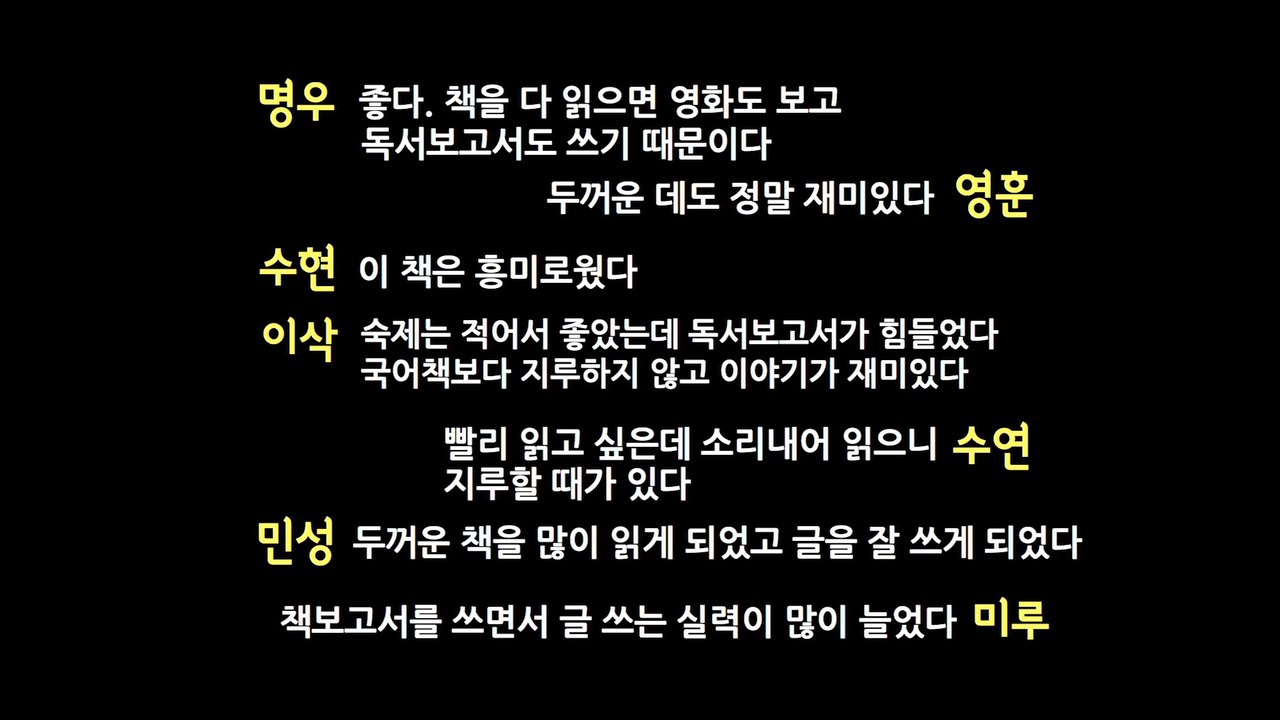 명우 좋다. 책을 다 읽으면 영화도 보고
독서보고서도 쓰기 때문이다
두꺼운 데도 정말 재미있다 영훈
수현 이 책은 흥미로웠다
이삭 숙제는 적어서 좋았는데 독서보고서가 힘들었다
국어책보다 지루하지 않고 이야기가 재미있다
빨리 읽고 싶은데 소리내어 읽으니 수연
지루할 때가 있다
민성 두꺼운 책을 많이 읽게 되었고 글을 잘 쓰게 되었다
책보고서를 쓰면서 글 쓰는 실력이 많이 늘었다 미루